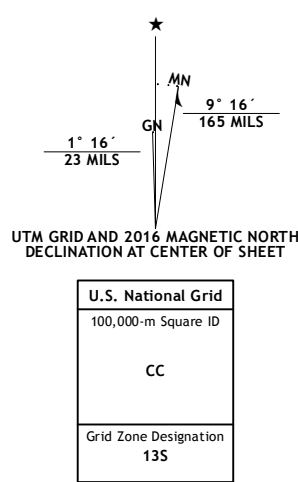 MN
GN
9° 16´
165 MILS
1° 16´
23 MILS
UTM GRID AND 2016 MAGNETIC NORTH
DECLINATION AT CENTER OF SHEET
U.S. National Grid
100,000-m Square ID
CC
Grid Zone Designation
13S